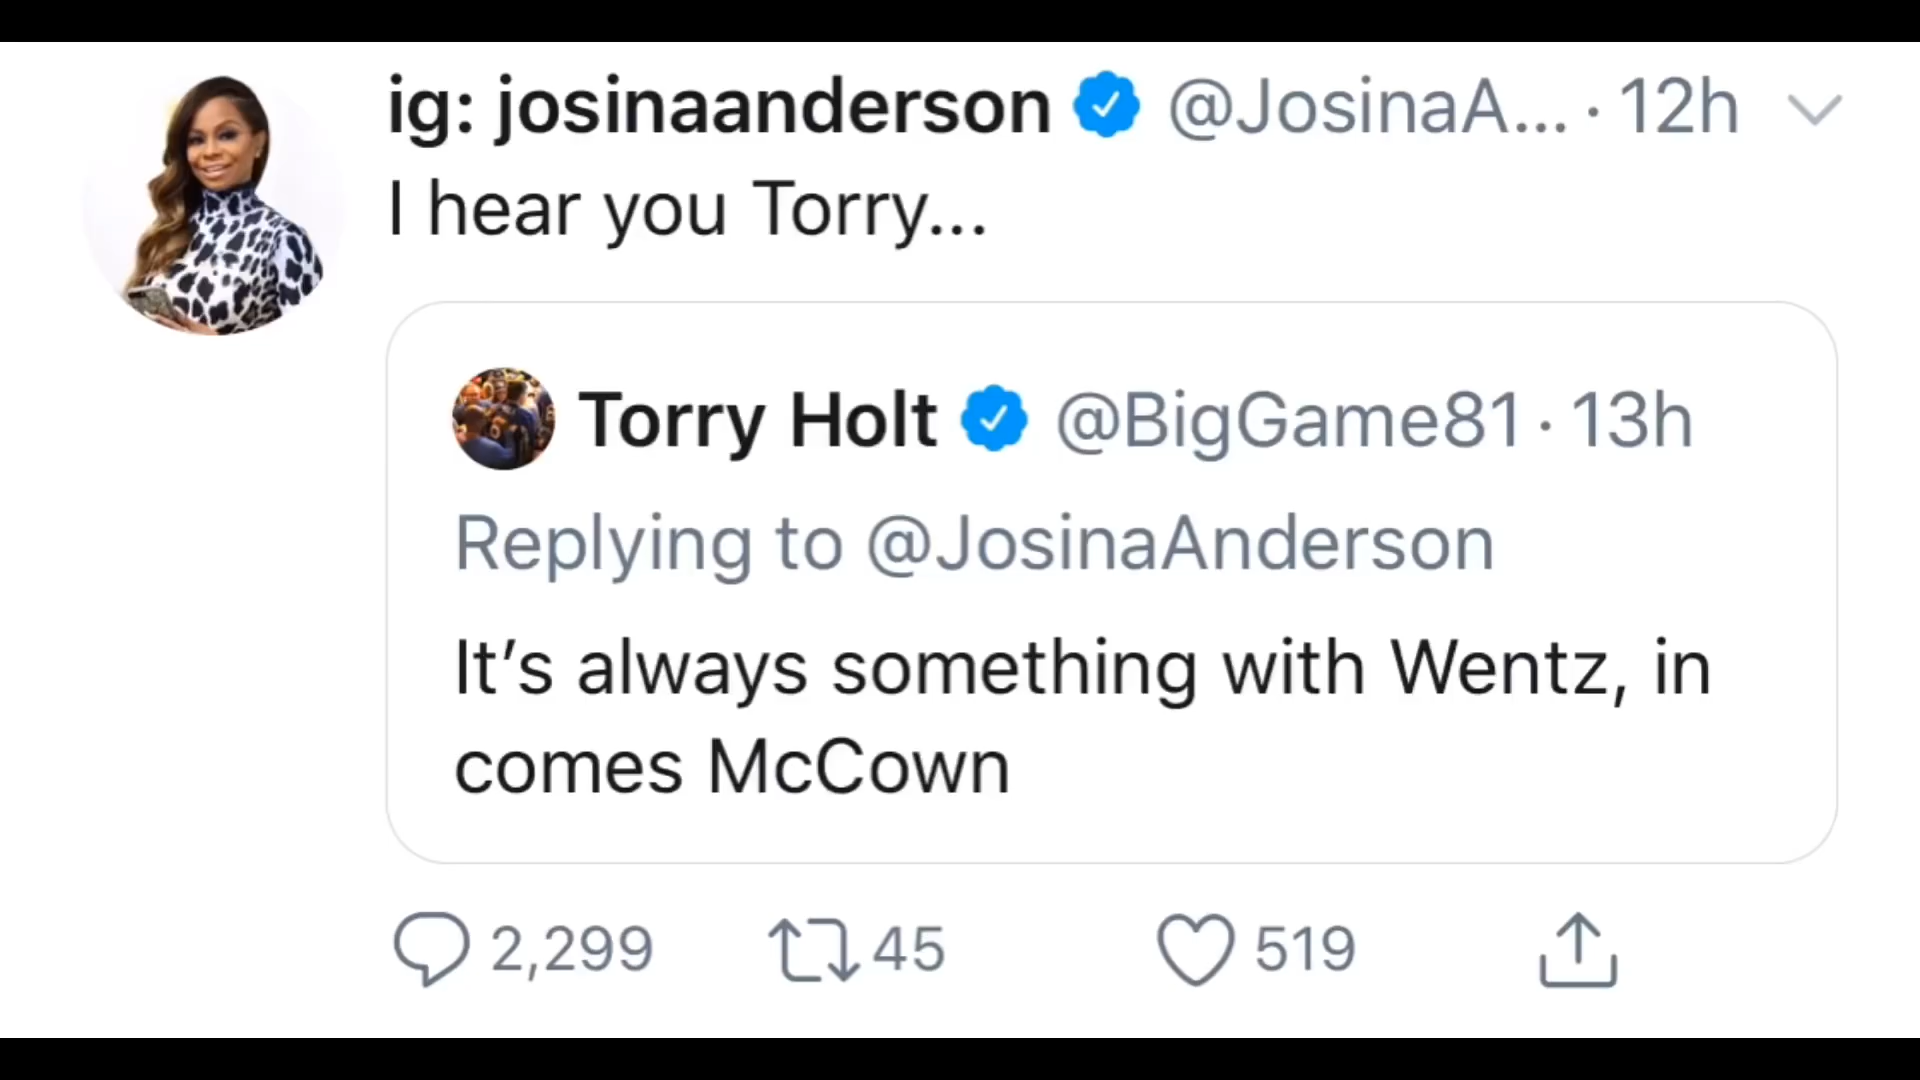 ig: josinaanderson @JosinaA... · 12h
I hear you Torry...
Torry Holt @BigGame81 · 13h
Replying to @JosinaAnderson
It's always something with Wentz, in
comes McCown
2,299 45 519